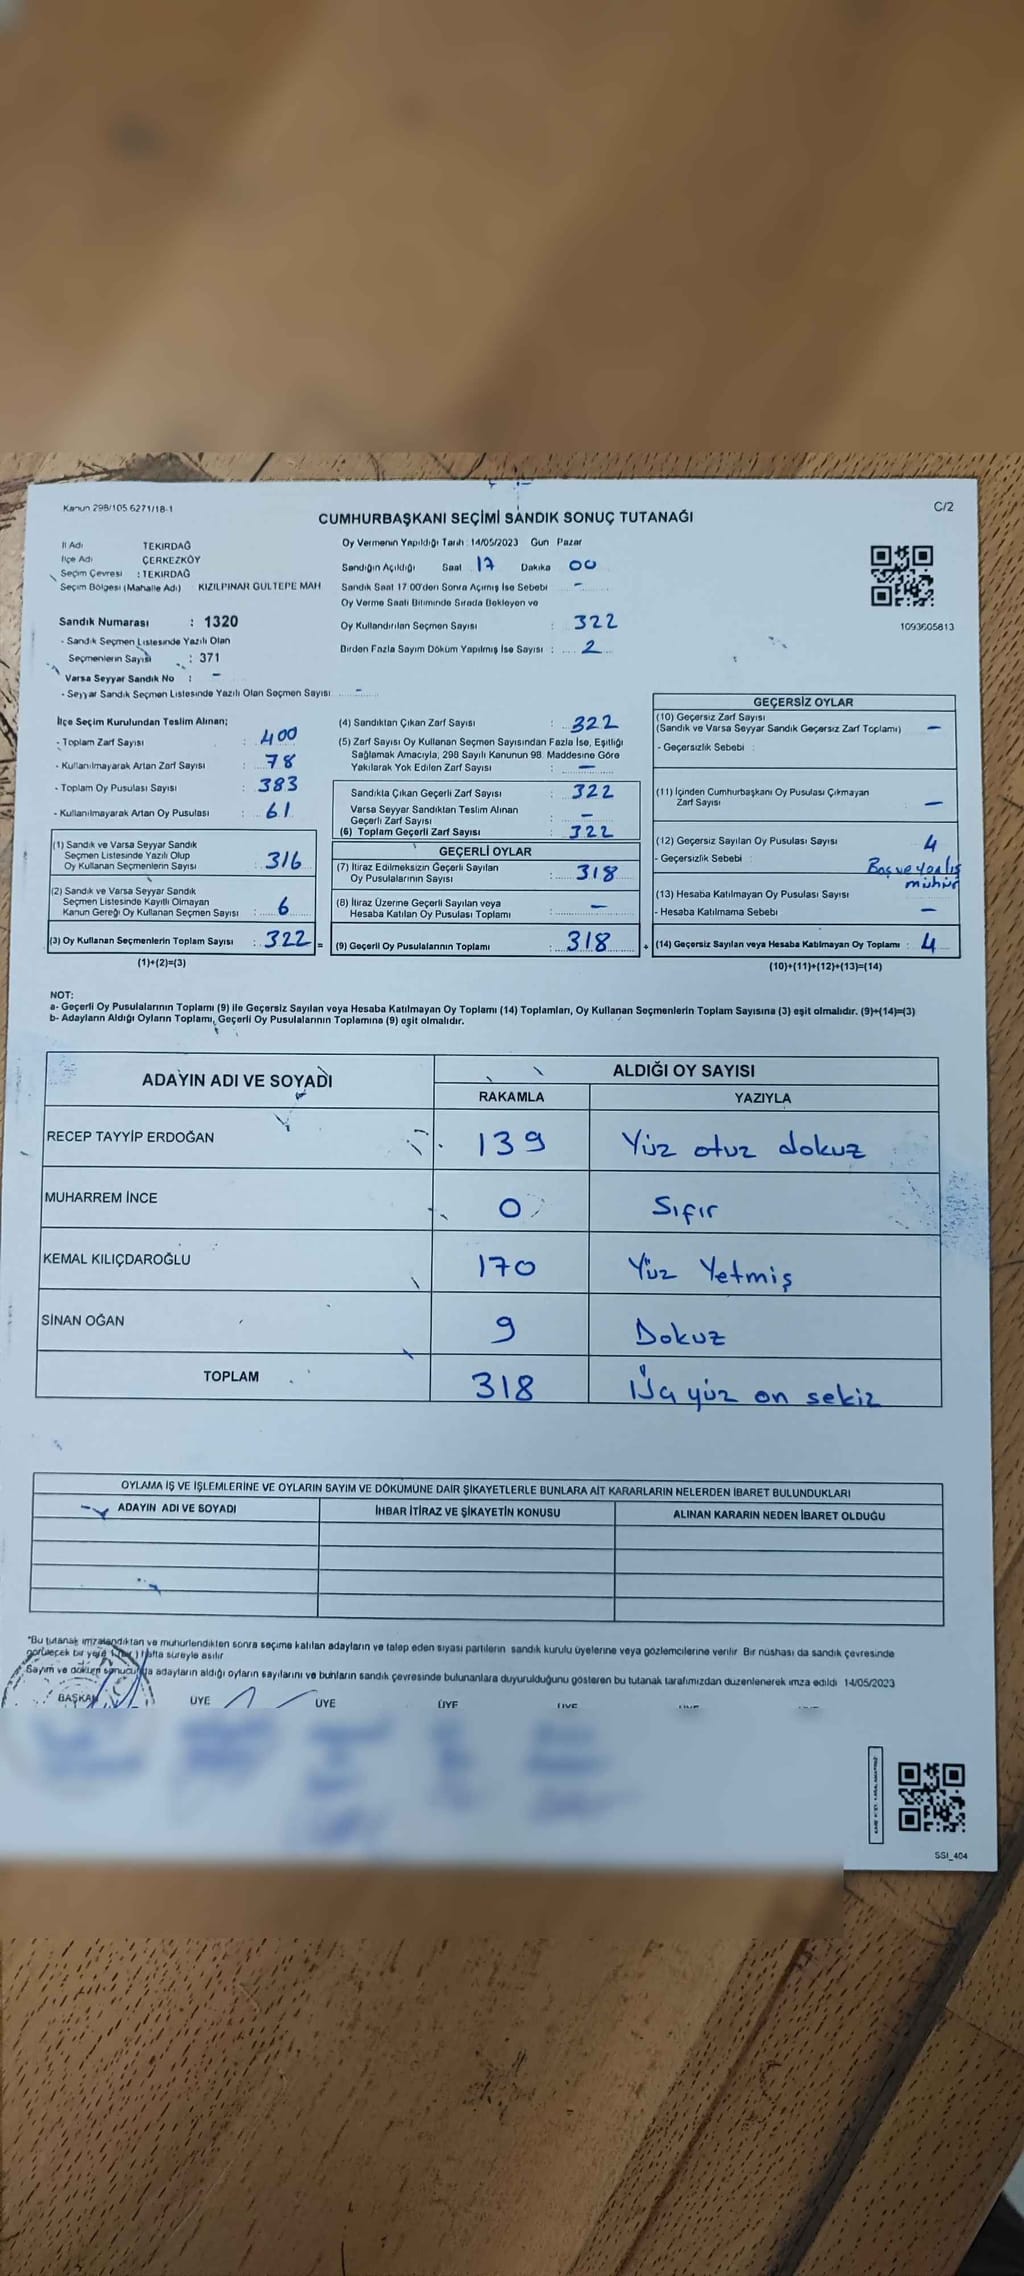 Kanun 298/105 6271/18-1
C/2
CUMHURBAŞKANI SEÇİMİ SANDIK SONUÇ TUTANAĞI
İl Adı TEKİRDAĞ
İlçe Adı ÇERKEZKÖY
Seçim Çevresi : TEKİRDAĞ
Seçim Bölgesi (Mahalle Adı) KIZILPINAR GÜLTEPE MAH
Sandık Numarası : 1320
- Sandık Seçmen Listesinde Yazılı Olan
Seçmenlerin Sayısı : 371
Varsa Seyyar Sandık No : -
- Seyyar Sandık Seçmen Listesinde Yazılı Olan Seçmen Sayısı : -
Oy Vermenin Yapıldığı Tarih : 14/05/2023 Gün Pazar
Sandığın Açıldığı Saat 17 Dakika 00
Sandık Saat 17:00'den Sonra Açımış İse Sebebi -
Oy Verme Saati Bitiminde Sırada Bekleyen ve
Oy Kullandırılan Seçmen Sayısı : 322
Birden Fazla Sayım Döküm Yapılmış İse Sayısı : 2
1093605813
İlçe Seçim Kurulundan Teslim Alınan;
- Toplam Zarf Sayısı : 400
- Kullanılmayarak Artan Zarf Sayısı : 78
- Toplam Oy Pusulası Sayısı : 383
- Kullanılmayarak Artan Oy Pusulası : 61
(1) Sandık ve Varsa Seyyar Sandık
Seçmen Listesinde Yazılı Olup
Oy Kullanan Seçmenlerin Sayısı : 316
(2) Sandık ve Varsa Seyyar Sandık
Seçmen Listesinde Kayıtlı Olmayan
Kanun Gereği Oy Kullanan Seçmen Sayısı : 6
(3) Oy Kullanan Seçmenlerin Toplam Sayısı : 322 =
(1)+(2)=(3)
(4) Sandıktan Çıkan Zarf Sayısı : 322
(5) Zarf Sayısı Oy Kullanan Seçmen Sayısından Fazla İse, Eşitliği
Sağlamak Amacıyla, 298 Sayılı Kanunun 98. Maddesine Göre
Yakılarak Yok Edilen Zarf Sayısı : -
Sandıkla Çıkan Geçerli Zarf Sayısı : 322
Varsa Seyyar Sandıktan Teslim Alınan
Geçerli Zarf Sayısı : -
(6) Toplam Geçerli Zarf Sayısı : 322
GEÇERLİ OYLAR
(7) İtiraz Edilmeksizin Geçerli Sayılan
Oy Pusulalarının Sayısı : 318
(8) İtiraz Üzerine Geçerli Sayılan veya
Hesaba Katılan Oy Pusulası Toplamı : -
(9) Geçerli Oy Pusulalarının Toplamı : 318 +
GEÇERSİZ OYLAR
(10) Geçersiz Zarf Sayısı
(Sandık ve Varsa Seyyar Sandık Geçersiz Zarf Toplamı) -
- Geçersizlik Sebebi :
(11) İçinden Cumhurbaşkanı Oy Pusulası Çıkmayan
Zarf Sayısı -
(12) Geçersiz Sayılan Oy Pusulası Sayısı : 4
- Geçersizlik Sebebi : Boş ve yanlış
mühür
(13) Hesaba Katılmayan Oy Pusulası Sayısı : -
- Hesaba Katılmama Sebebi :
(14) Geçersiz Sayılan veya Hesaba Katılmayan Oy Toplamı : 4
(10)+(11)+(12)+(13)=(14)
NOT:
a- Geçerli Oy Pusulalarının Toplamı (9) ile Geçersiz Sayılan veya Hesaba Katılmayan Oy Toplamı (14) Toplamları, Oy Kullanan Seçmenlerin Toplam Sayısına (3) eşit olmalıdır. (9)+(14)=(3)
b- Adayların Aldığı Oyların Toplamı, Geçerli Oy Pusulalarının Toplamına (9) eşit olmalıdır.
ADAYIN ADI VE SOYADI ALDIĞI OY SAYISI
RAKAMLA YAZIYLA
RECEP TAYYİP ERDOĞAN 139 Yüz otuz dokuz
MUHARREM İNCE 0 Sıfır
KEMAL KILIÇDAROĞLU 170 Yüz Yetmiş
SİNAN OĞAN 9 Dokuz
TOPLAM 318 yüz on sekiz
OYLAMA İŞ VE İŞLEMLERİNE VE OYLARIN SAYIM VE DÖKÜMÜNE DAİR ŞİKAYETLERLE BUNLARA AİT KARARLARIN NELERDEN İBARET BULUNDUKLARI
ADAYIN ADI VE SOYADI İHBAR İTİRAZ VE ŞİKAYETİN KONUSU ALINAN KARARIN NEDEN İBARET OLDUĞU
"Bu tutanak imzalandıktan ve mühürlendikten sonra seçime katılan adayların ve talep eden siyasi partilerin sandık kurulu üyelerine veya gözlemcilerine verilir. Bir nüshası da sandık çevresinde
görülecek bir yere hafta süreyle asılır
Sayım ve döküm sonucunda adayların aldığı oyların sayılarını ve bunların sandık çevresinde bulunanlara duyurulduğunu gösteren bu tutanak tarafımızdan düzenlenerek imza edildi 14/05/2023
BAŞKAN ÜYE ÜYE ÜYE ÜYE
SSI_404